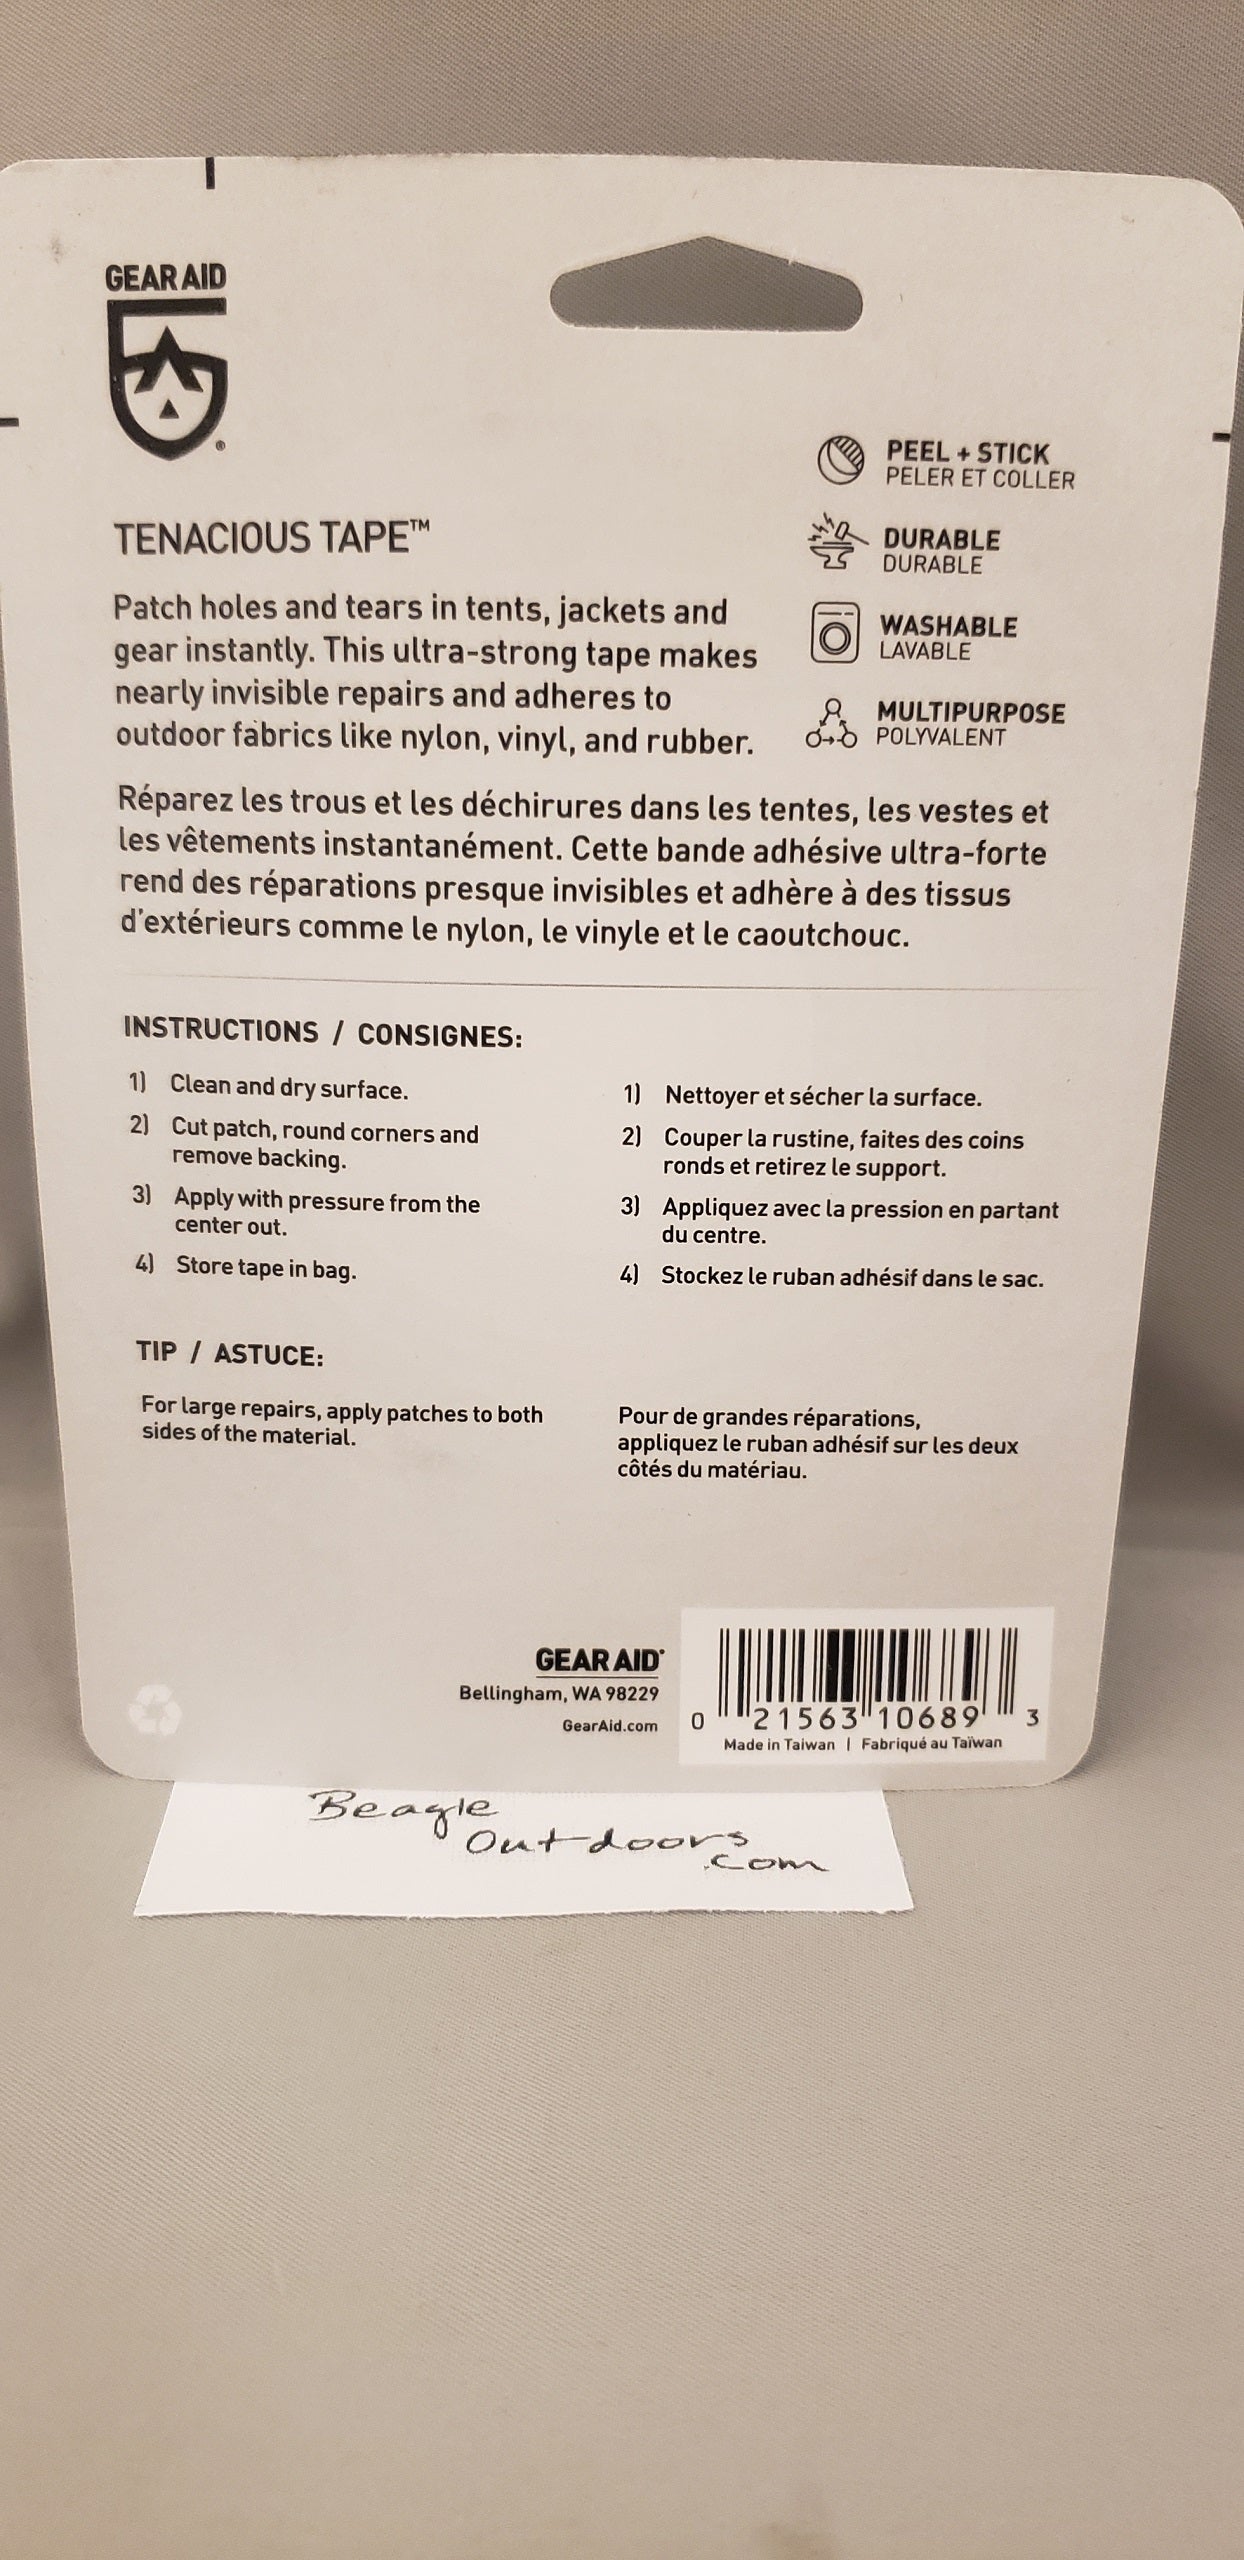 GEAR AID
®
PEEL + STICK
PELER ET COLLER
DURABLE
DURABLE
WASHABLE
LAVABLE
MULTIPURPOSE
POLYVALENT
TENACIOUS TAPE™
Patch holes and tears in tents, jackets and
gear instantly. This ultra-strong tape makes
nearly invisible repairs and adheres to
outdoor fabrics like nylon, vinyl, and rubber.
Réparez les trous et les déchirures dans les tentes, les vestes et
les vêtements instantanément. Cette bande adhésive ultra-forte
rend des réparations presque invisibles et adhère à des tissus
d'extérieurs comme le nylon, le vinyle et le caoutchouc.
INSTRUCTIONS / CONSIGNES:
1) Clean and dry surface.
2) Cut patch, round corners and
remove backing.
3) Apply with pressure from the
center out.
4) Store tape in bag.
1) Nettoyer et sécher la surface.
2) Couper la rustine, faites des coins
ronds et retirez le support.
3) Appliquez avec la pression en partant
du centre.
4) Stockez le ruban adhésif dans le sac.
TIP / ASTUCE:
For large repairs, apply patches to both
sides of the material.
Pour de grandes réparations,
appliquez le ruban adhésif sur les deux
côtés du matériau.
GEAR AID®
Bellingham, WA 98229
GearAid.com
0 21563 10689 3
Made in Taiwan | Fabriqué au Taïwan
Beagle
Outdoors
.com